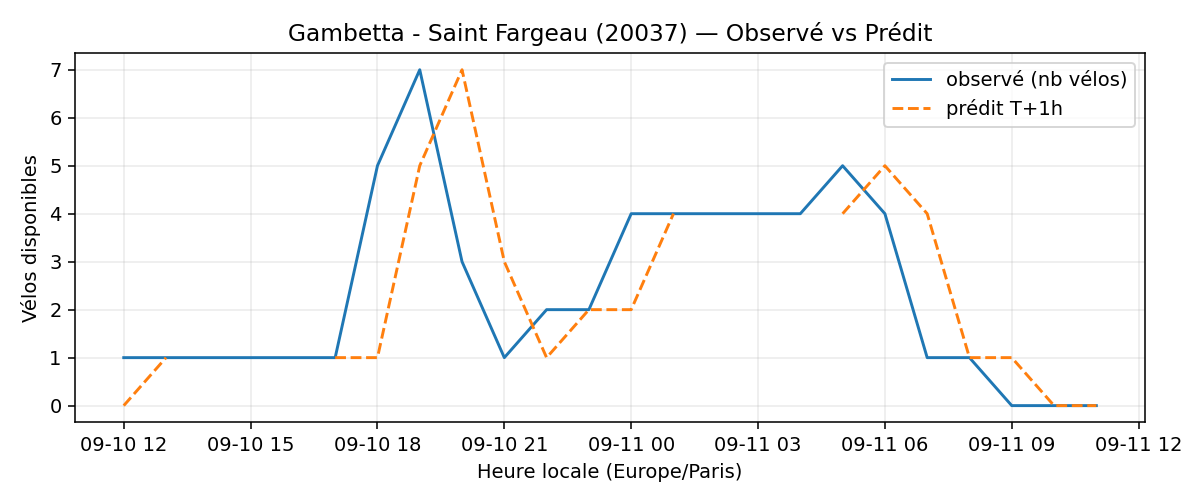 Gambetta - Saint Fargeau (20037) — Observé vs Prédit
observé (nb vélos)
prédit T+1h
Vélos disponibles
7
6
5
4
3
2
1
0
09-10 12 09-10 15 09-10 18 09-10 21 09-11 00 09-11 03 09-11 06 09-11 09 09-11 12
Heure locale (Europe/Paris)